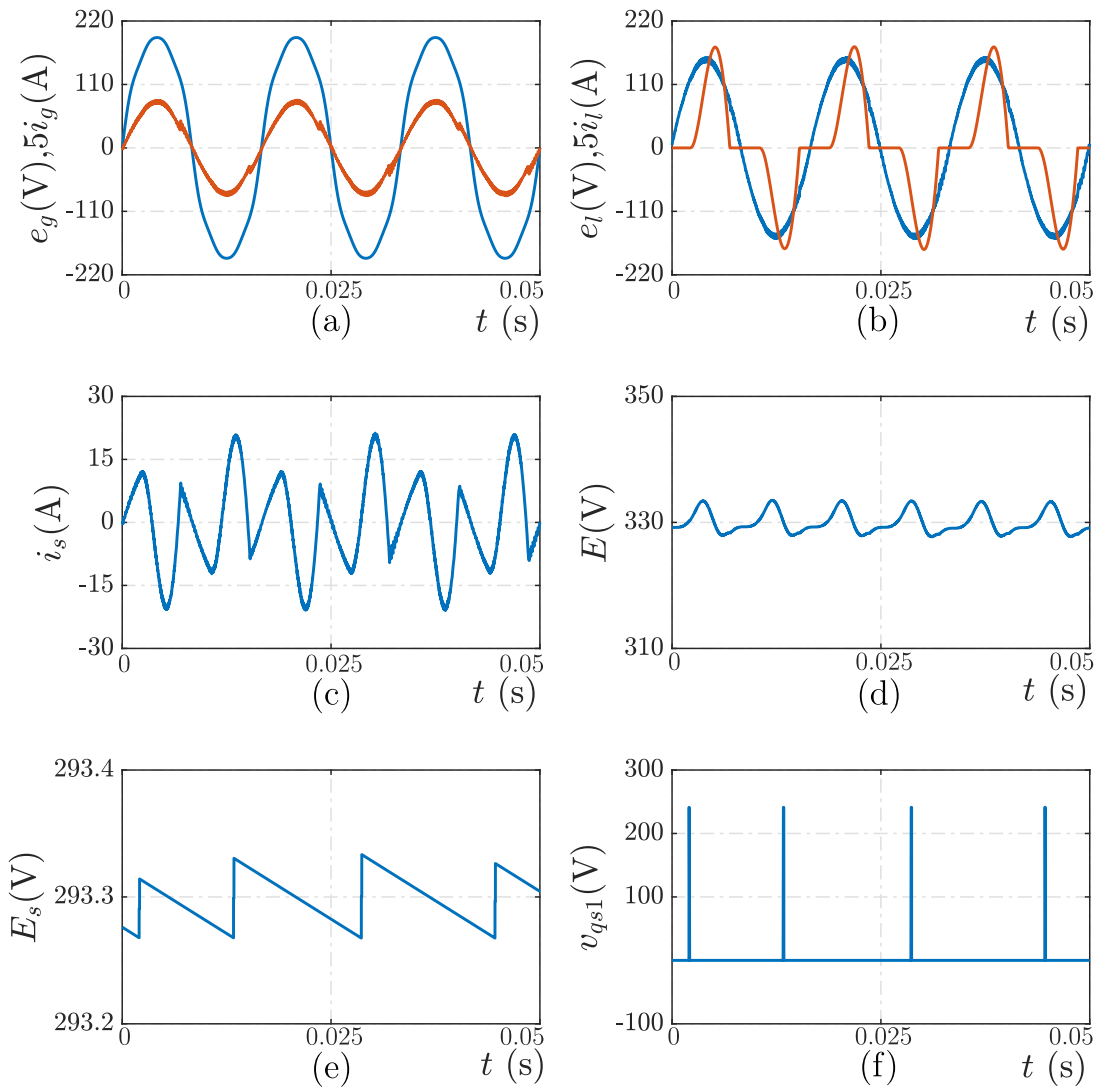 e_g(V),5i_g(A)
220
110
0
-110
-220
0
0.025
0.05
t (s)
(a)
e_l(V),5i_l(A)
220
110
0
-110
-220
0
0.025
0.05
t (s)
(b)
i_s(A)
30
15
0
-15
-30
0
0.025
0.05
t (s)
(c)
E(V)
350
330
310
0
0.025
0.05
t (s)
(d)
E_s(V)
293.4
293.3
293.2
0
0.025
0.05
t (s)
(e)
v_{qs1}(V)
300
200
100
-100
0
0.025
0.05
t (s)
(f)